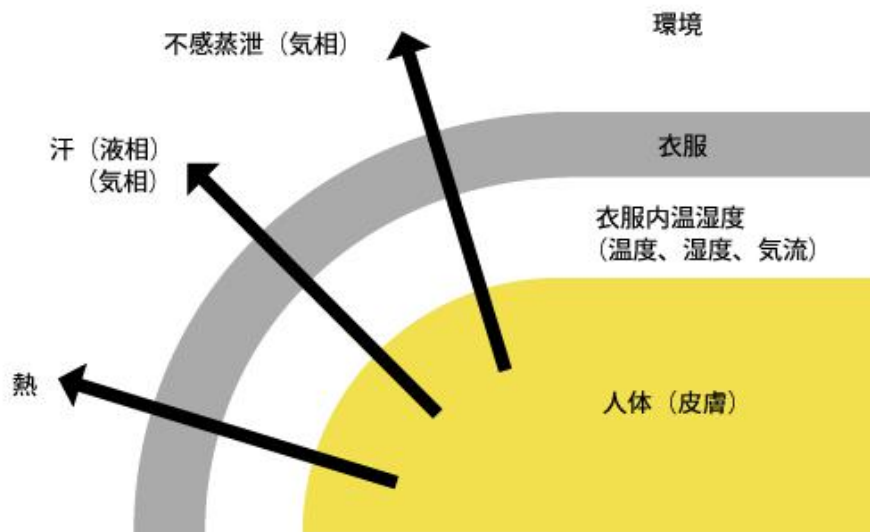 環境
不感蒸泄（気相）
衣服
汗（液相）
（気相）
衣服内温湿度
（温度、湿度、気流）
熱
人体（皮膚）